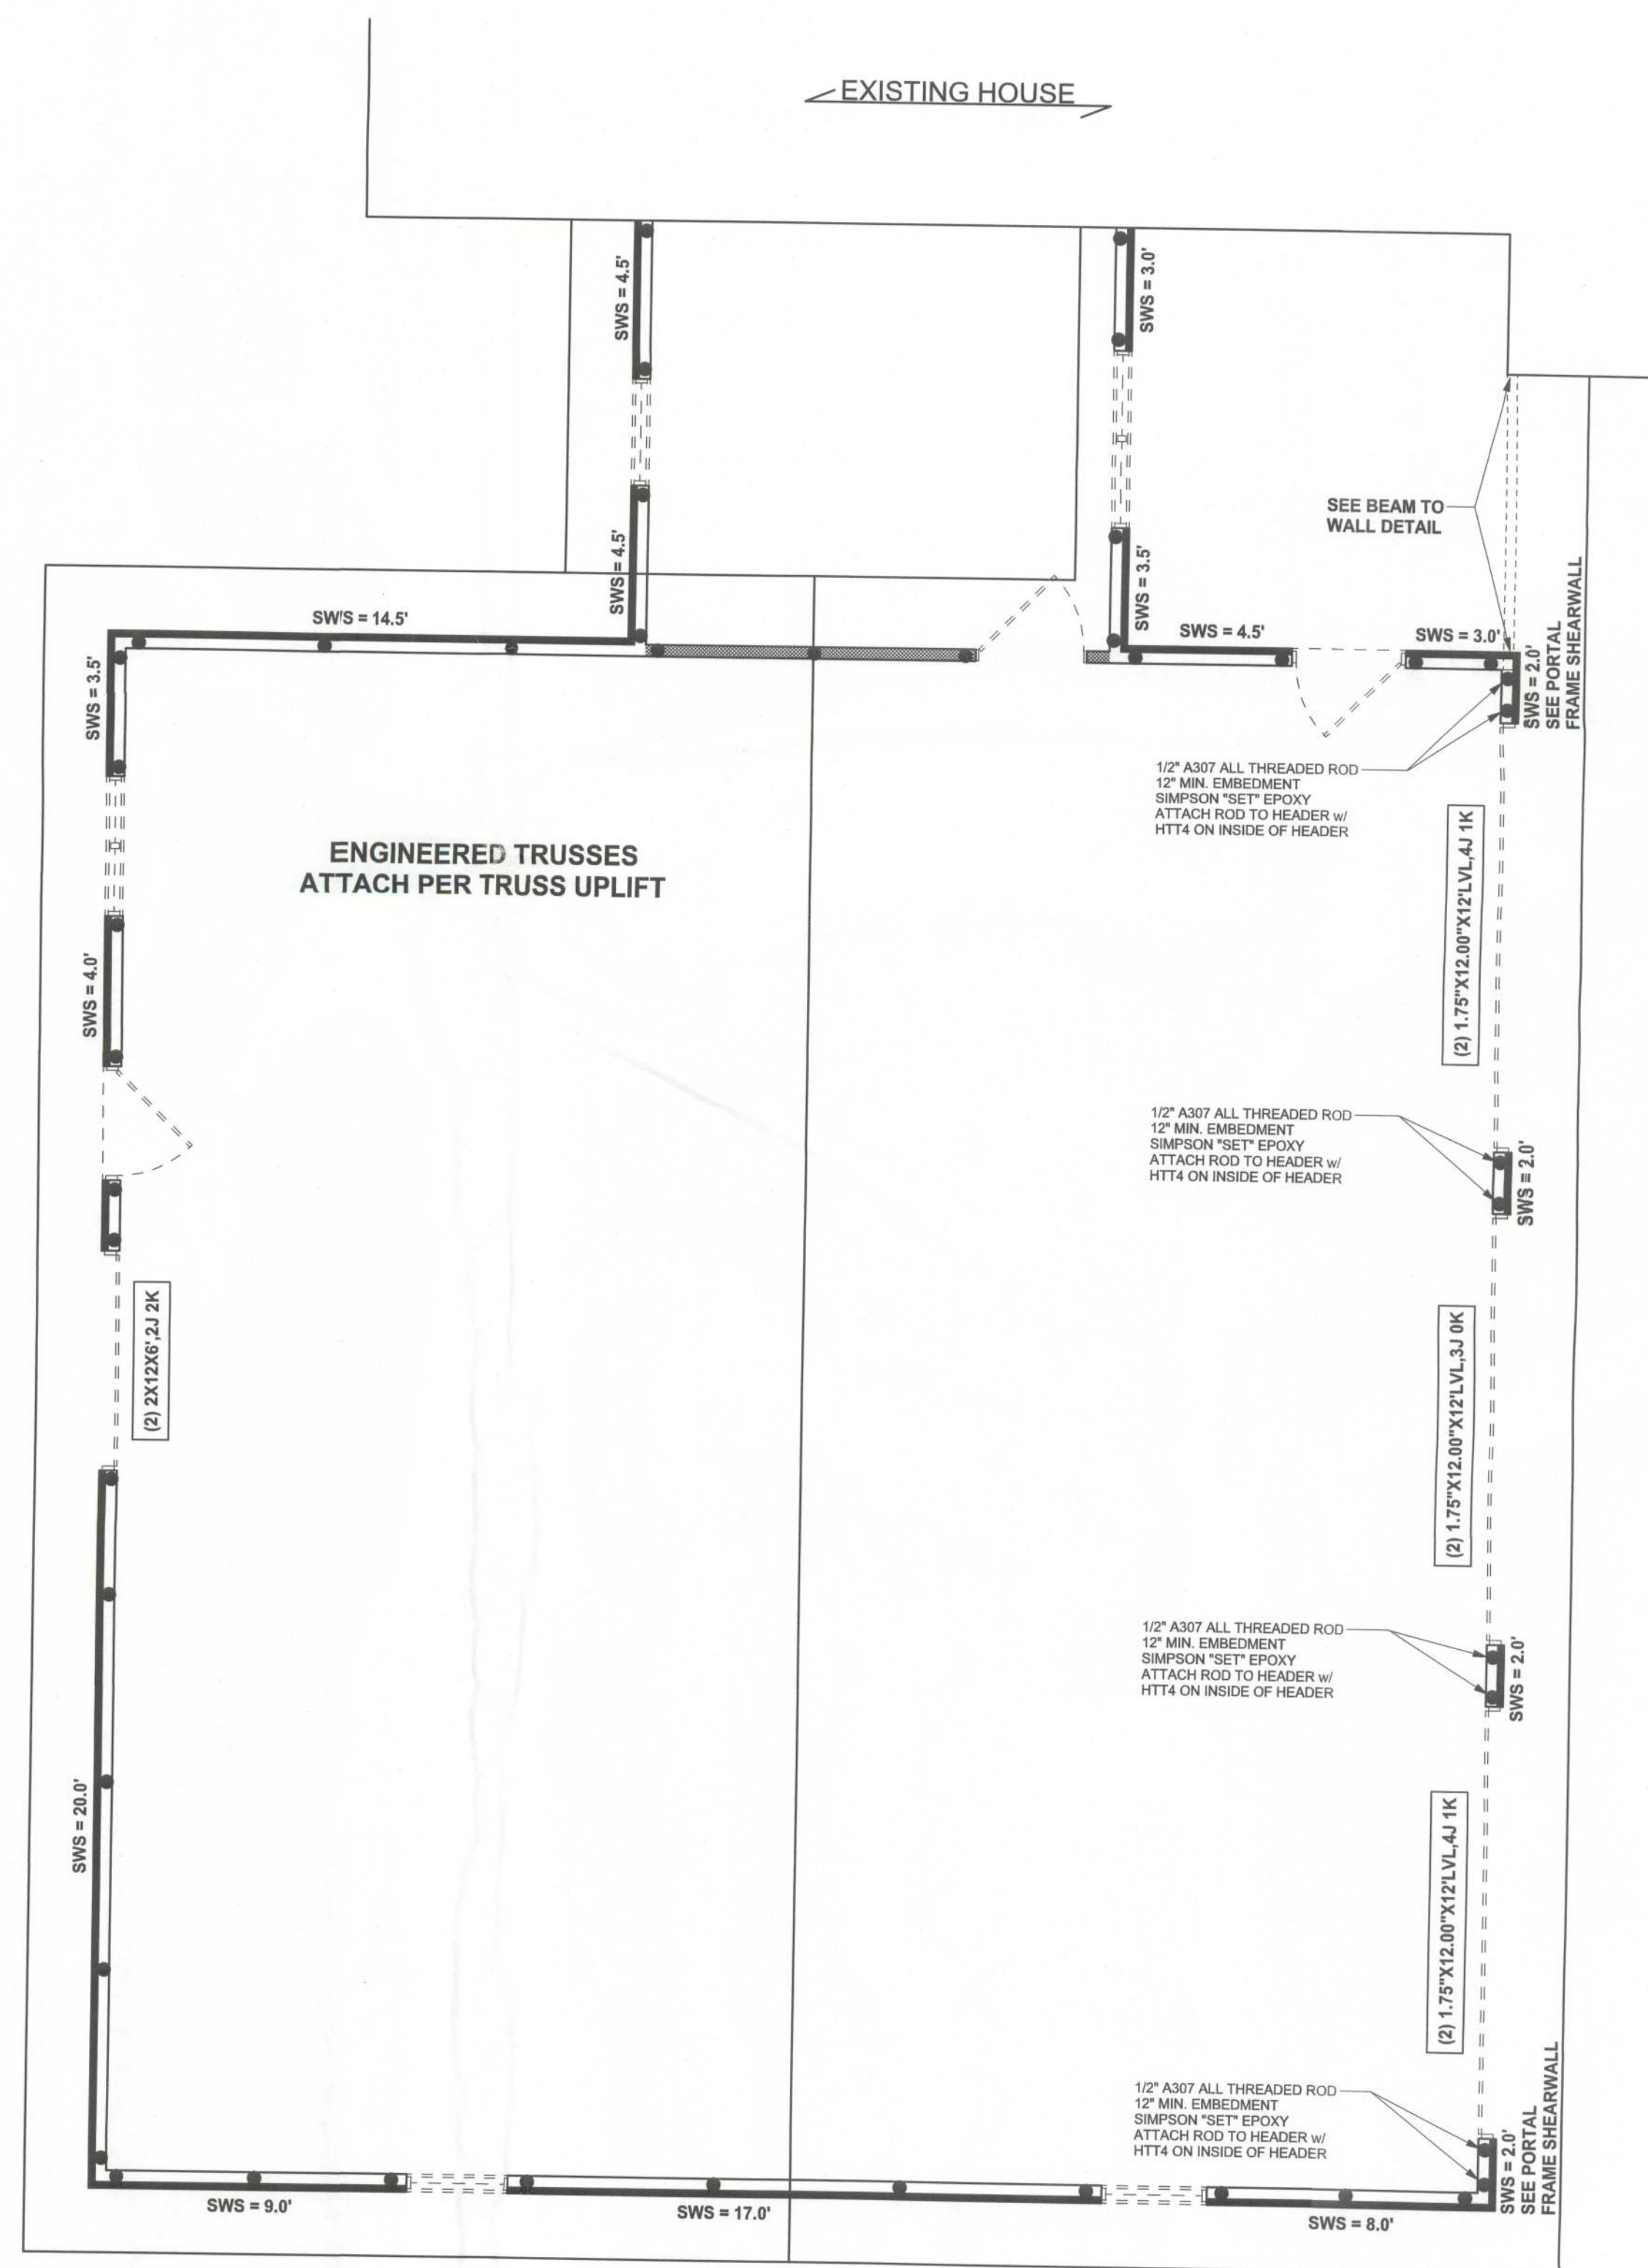 EXISTING HOUSE
SWS = 4.5'
SWS = 3.0'
SEE BEAM TO
WALL DETAIL
SWS = 4.5'
SWS = 3.5'
SWS = 14.5'
SWS = 4.5'
SWS = 3.0'
SWS = 2.0'
SEE PORTAL
FRAME SHEARWALL
SWS = 3.5'
1/2" A307 ALL THREADED ROD
12" MIN. EMBEDMENT
SIMPSON "SET" EPOXY
ATTACH ROD TO HEADER w/
HTT4 ON INSIDE OF HEADER
ENGINEERED TRUSSES
ATTACH PER TRUSS UPLIFT
(2) 1.75"X12.00"X12'LVL,4J 1K
SWS = 4.0'
1/2" A307 ALL THREADED ROD
12" MIN. EMBEDMENT
SIMPSON "SET" EPOXY
ATTACH ROD TO HEADER w/
HTT4 ON INSIDE OF HEADER
SWS = 2.0'
(2) 2X12X6',2J 2K
(2) 1.75"X12.00"X12'LVL,3J 0K
1/2" A307 ALL THREADED ROD
12" MIN. EMBEDMENT
SIMPSON "SET" EPOXY
ATTACH ROD TO HEADER w/
HTT4 ON INSIDE OF HEADER
SWS = 2.0'
SWS = 20.0'
(2) 1.75"X12.00"X12'LVL,4J 1K
1/2" A307 ALL THREADED ROD
12" MIN. EMBEDMENT
SIMPSON "SET" EPOXY
ATTACH ROD TO HEADER w/
HTT4 ON INSIDE OF HEADER
SWS = 2.0'
SEE PORTAL
FRAME SHEARWALL
SWS = 9.0'
SWS = 17.0'
SWS = 8.0'